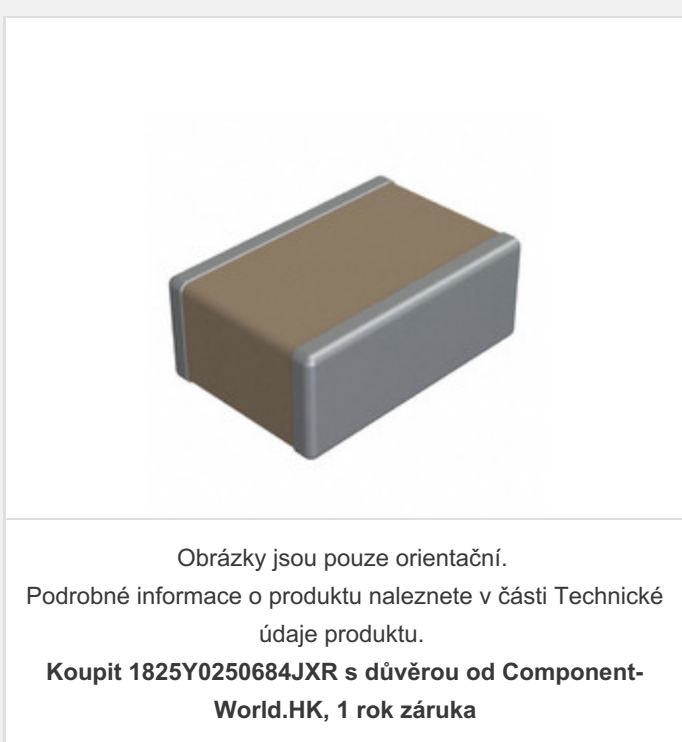 Obrázky jsou pouze orientační.
Podrobné informace o produktu naleznete v části Technické
údaje produktu.
Koupit 1825Y0250684JXR s důvěrou od Component-
World.HK, 1 rok záruka